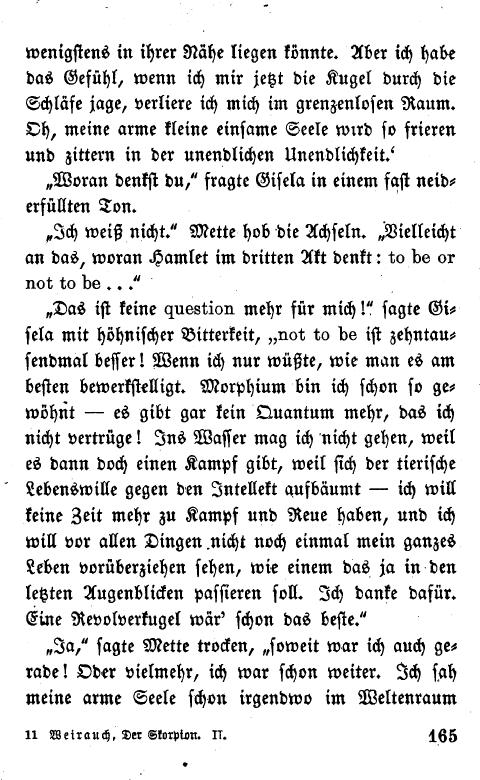 wenigstens in ihrer Nähe liegen könnte. Aber ich habe
das Gefühl, wenn ich mir jetzt die Kugel durch die
Schläfe jage, verliere ich mich im grenzenlosen Raum.
Oh, meine arme kleine einsame Seele wird so frieren
und zittern in der unendlichen Unendlichkeit.‘
„Woran denkst du,“ fragte Gisela in einem fast neid-
erfüllten Ton.
„Ich weiß nicht.“ Mette hob die Achseln. „Vielleicht
an das, woran Hamlet im dritten Akt denkt: to be or
not to be ...“
„Das ist keine question mehr für mich!“ sagte Gi-
sela mit höhnischer Bitterkeit, „not to be ist zehntau-
sendmal besser! Wenn ich nur wüßte, wie man es am
besten bewerkstelligt. Morphium bin ich schon so ge-
wöhnt — es gibt gar kein Quantum mehr, das ich
nicht vertrüge! Ins Wasser mag ich nicht gehen, weil
es dann doch einen Kampf gibt, weil sich der tierische
Lebenswille gegen den Intellekt aufbäumt — ich will
keine Zeit mehr zu Kampf und Reue haben, und ich
will vor allen Dingen nicht noch einmal mein ganzes
Leben vorüberziehen sehen, wie einem das ja in den
letzten Augenblicken passieren soll. Ich danke dafür.
Eine Revolverkugel wär’ schon das beste.“
„Ja,“ sagte Mette trocken, „soweit war ich auch ge-
rade! Oder vielmehr, ich war schon weiter. Ich sah
meine arme Seele schon irgendwo im Weltenraum
11 Weirauch, Der Skorpion. II. 165